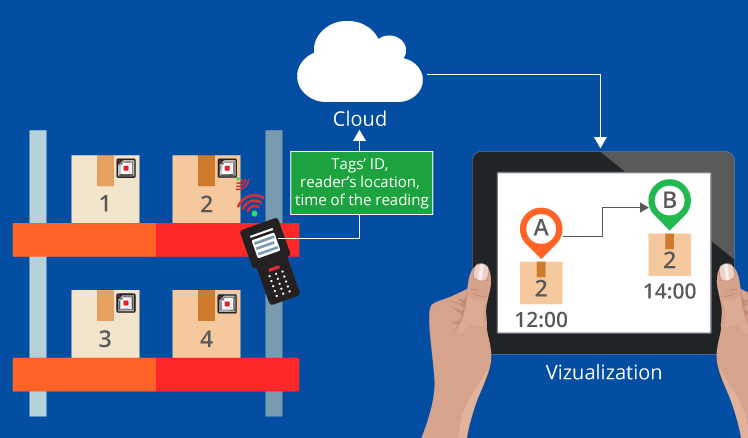 Cloud
Tags' ID,
reader's location,
time of the reading
1
2
3
4
A
B
2
2
12:00
14:00
Vizualization